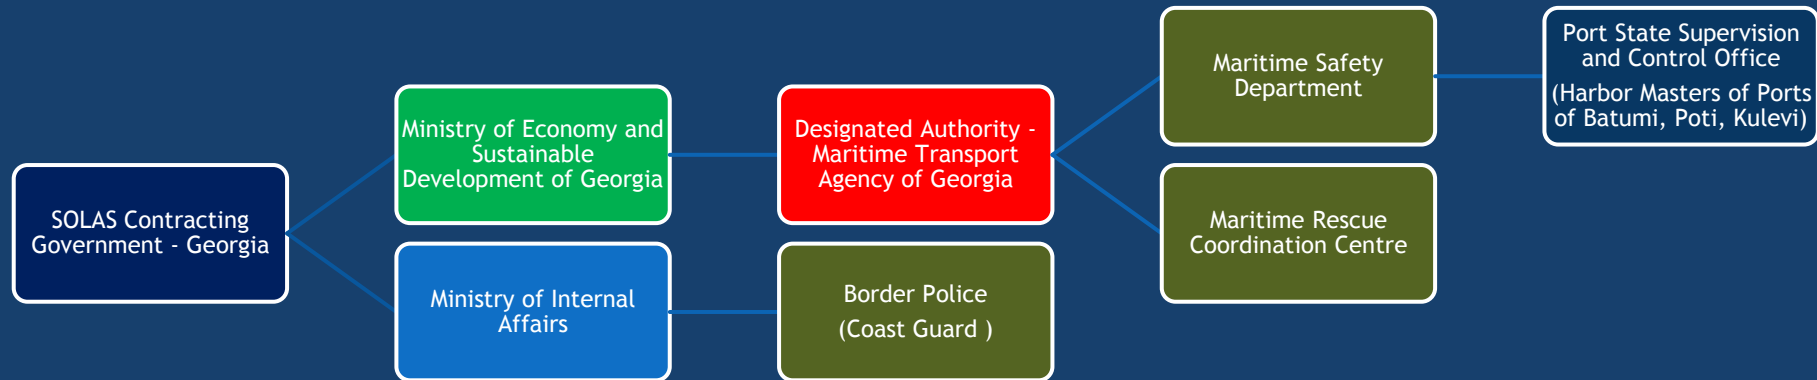 SOLAS Contracting
Government - Georgia
Ministry of Economy and
Sustainable
Development of Georgia
Designated Authority -
Maritime Transport
Agency of Georgia
Maritime Safety
Department
Port State Supervision
and Control Office
(Harbor Masters of Ports
of Batumi, Poti, Kulevi)
Maritime Rescue
Coordination Centre
Ministry of Internal
Affairs
Border Police
(Coast Guard )